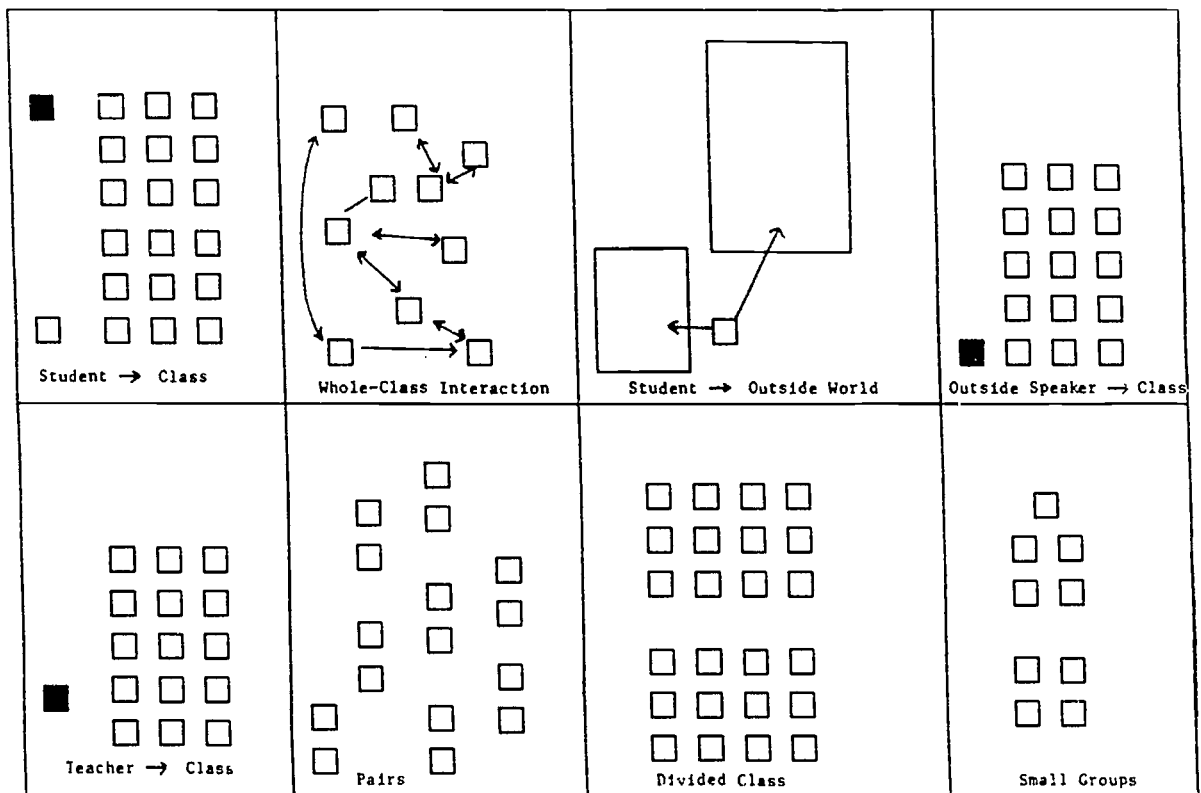 Student → Class
Whole-Class Interaction
Student → Outside World
Outside Speaker → Class
Teacher → Class
Pairs
Divided Class
Small Groups